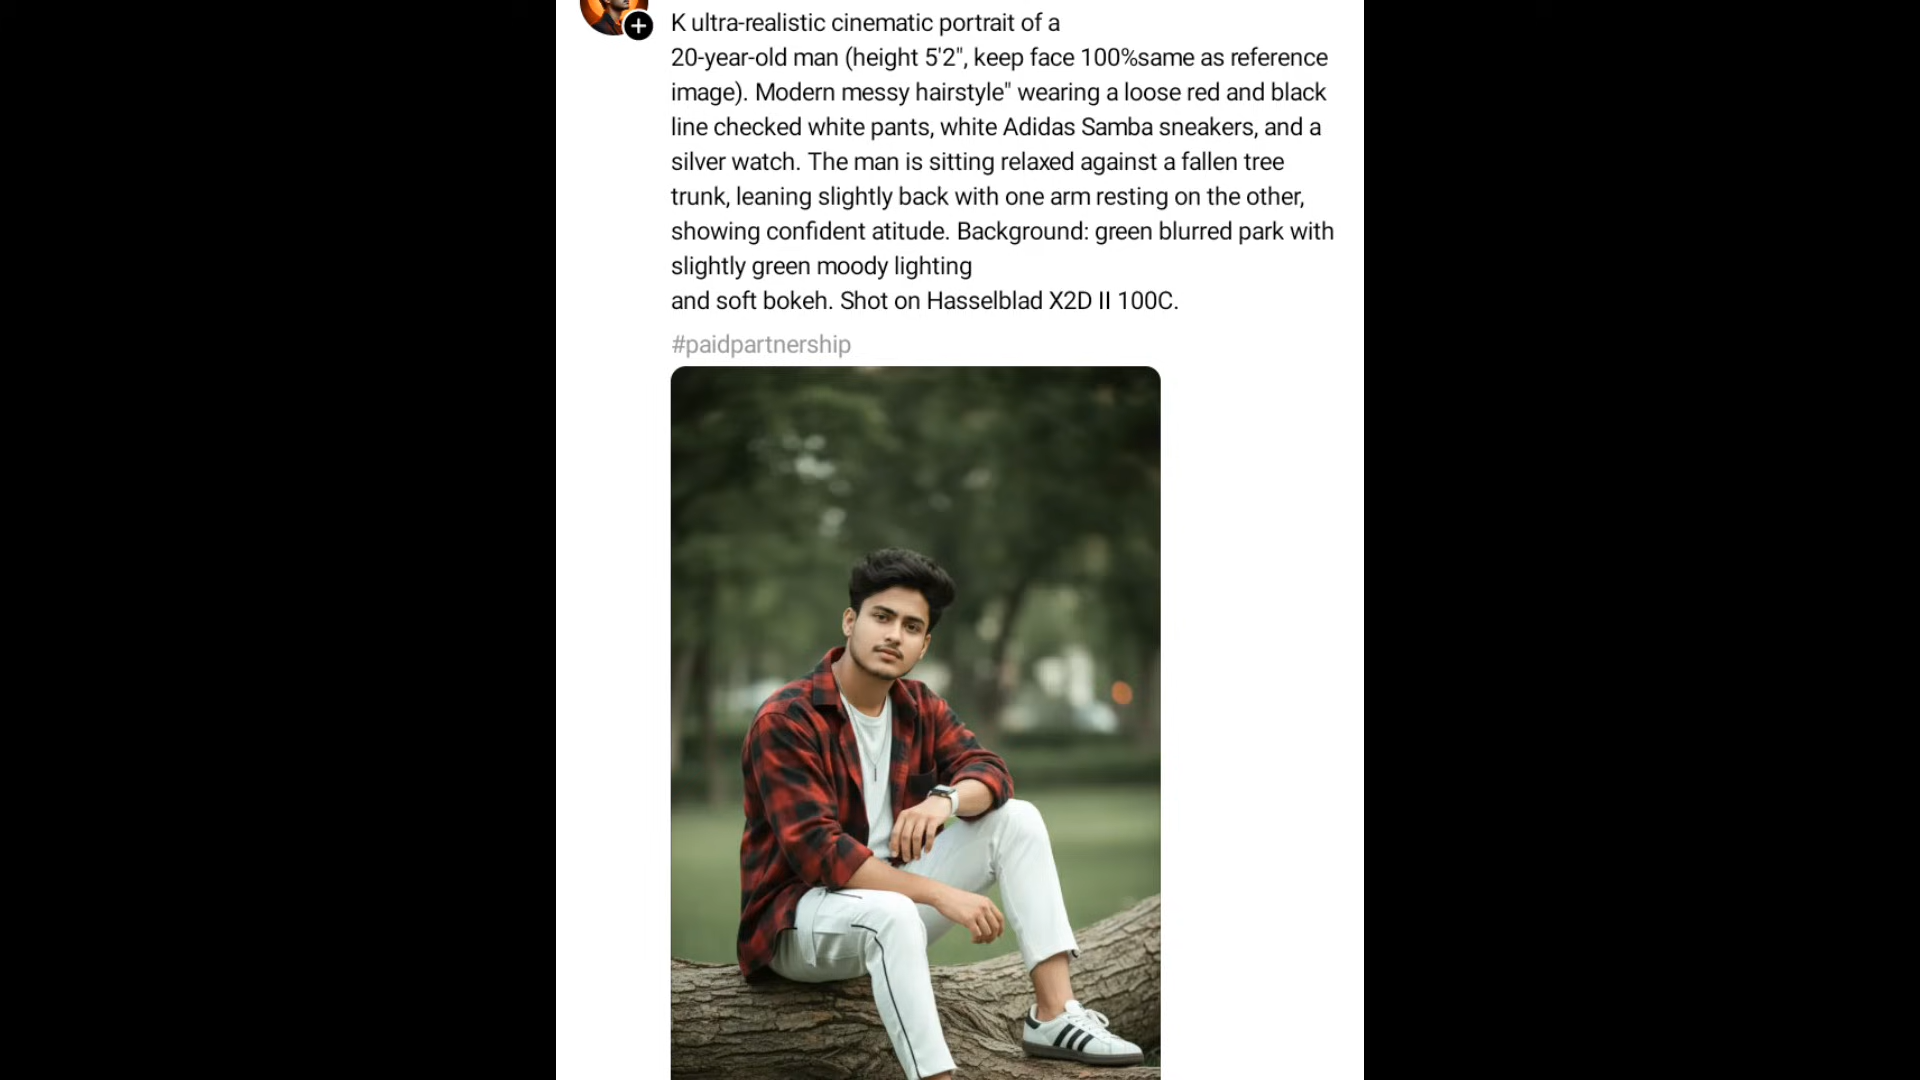 K ultra-realistic cinematic portrait of a
20-year-old man (height 5'2", keep face 100%same as reference
image). Modern messy hairstyle" wearing a loose red and black
line checked white pants, white Adidas Samba sneakers, and a
silver watch. The man is sitting relaxed against a fallen tree
trunk, leaning slightly back with one arm resting on the other,
showing confident atitude. Background: green blurred park with
slightly green moody lighting
and soft bokeh. Shot on Hasselblad X2D II 100C.
#paidpartnership